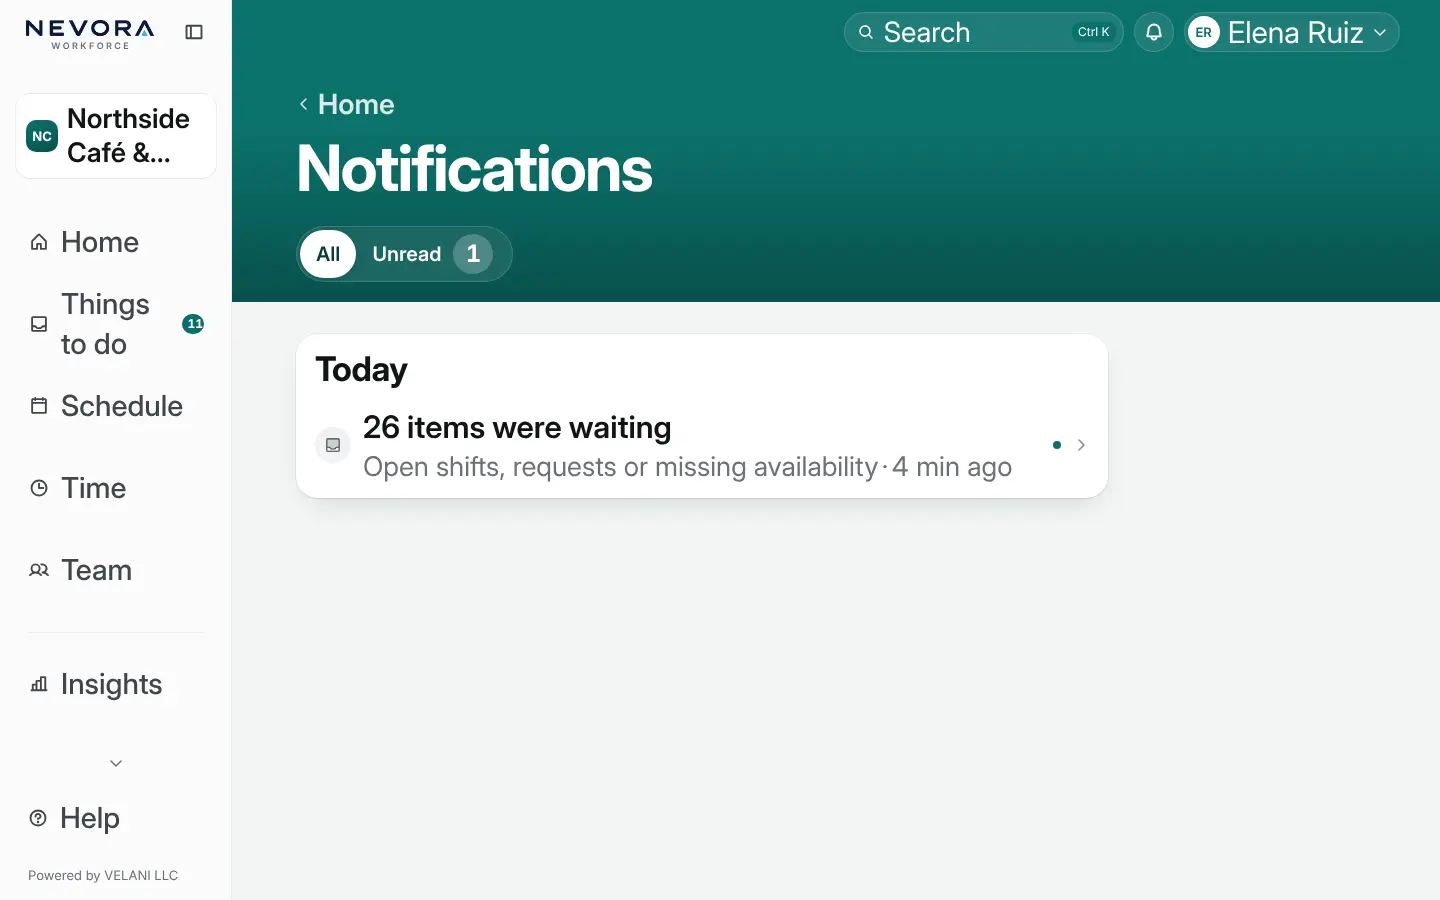 NEVORA
WORKFORCE
Search
Ctrl K
ER
Elena Ruiz
NC
Northside
Café &...
Home
Notifications
All
Unread
1
Home
Things
to do
11
Schedule
Time
Team
Insights
Help
Powered by VELANI LLC
Today
26 items were waiting
Open shifts, requests or missing availability · 4 min ago